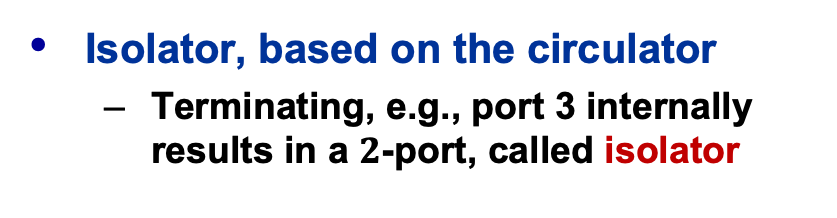 • Isolator, based on the circulator
– Terminating, e.g., port 3 internally
results in a 2-port, called isolator